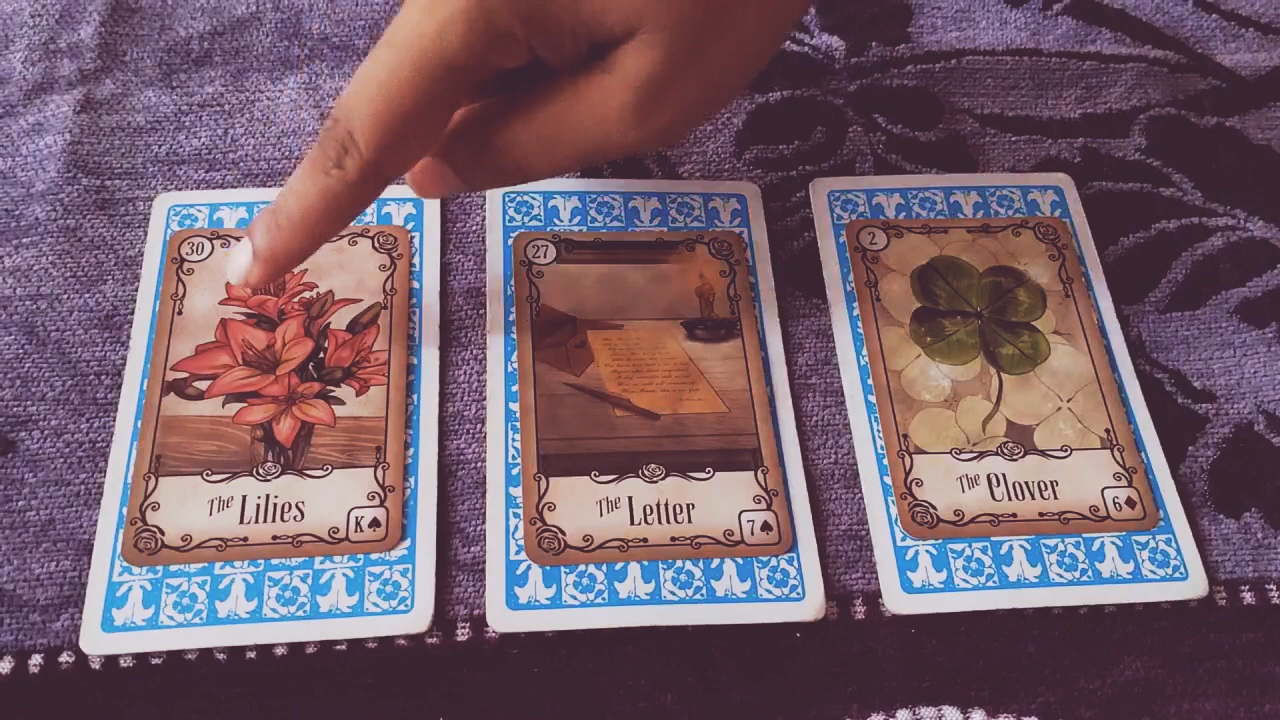 30
The Lilies
K♠
27
The Letter
7♠
2
The Clover
6♦